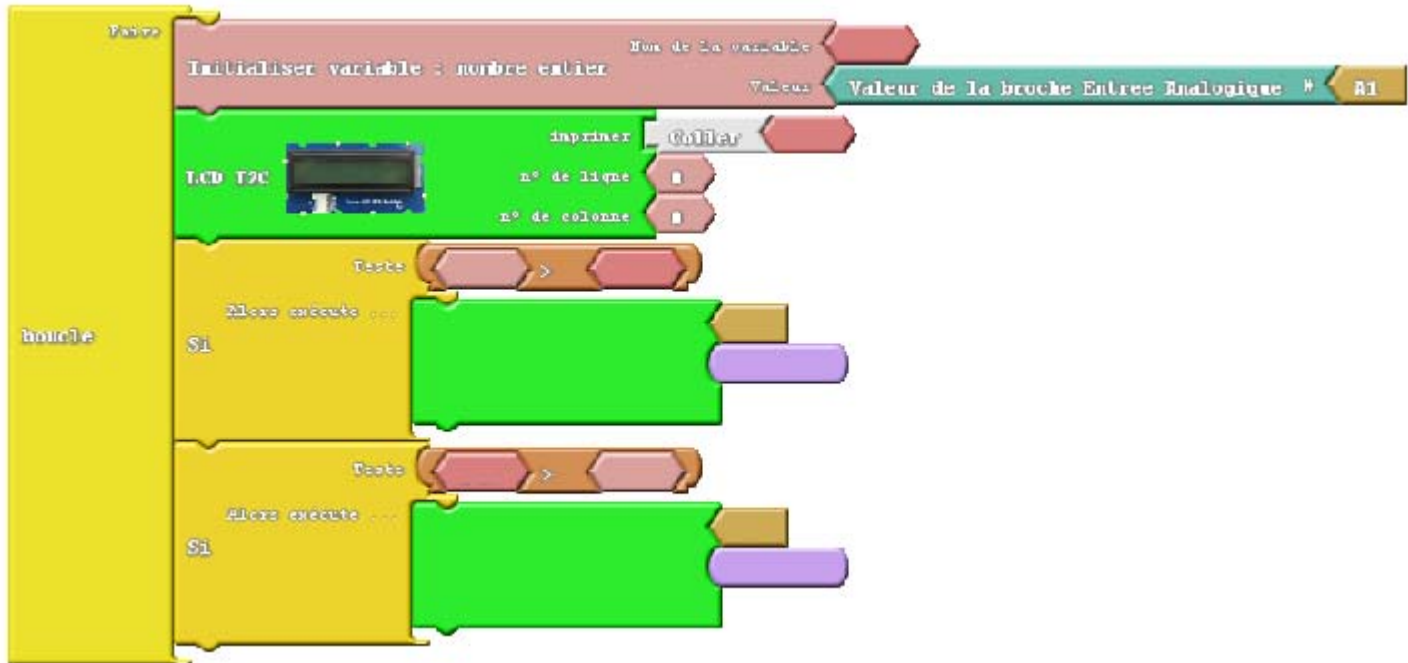 Faire
Nom de la variable
Initialiser variable : nombre entier
Valeur
Valeur de la broche Entree Analogique # A1
imprimer Coller
LCD I2C
n° de ligne
n° de colonne
Teste
>
Alors exécute ...
boucle
Si
Teste
>
Alors exécute ...
Si